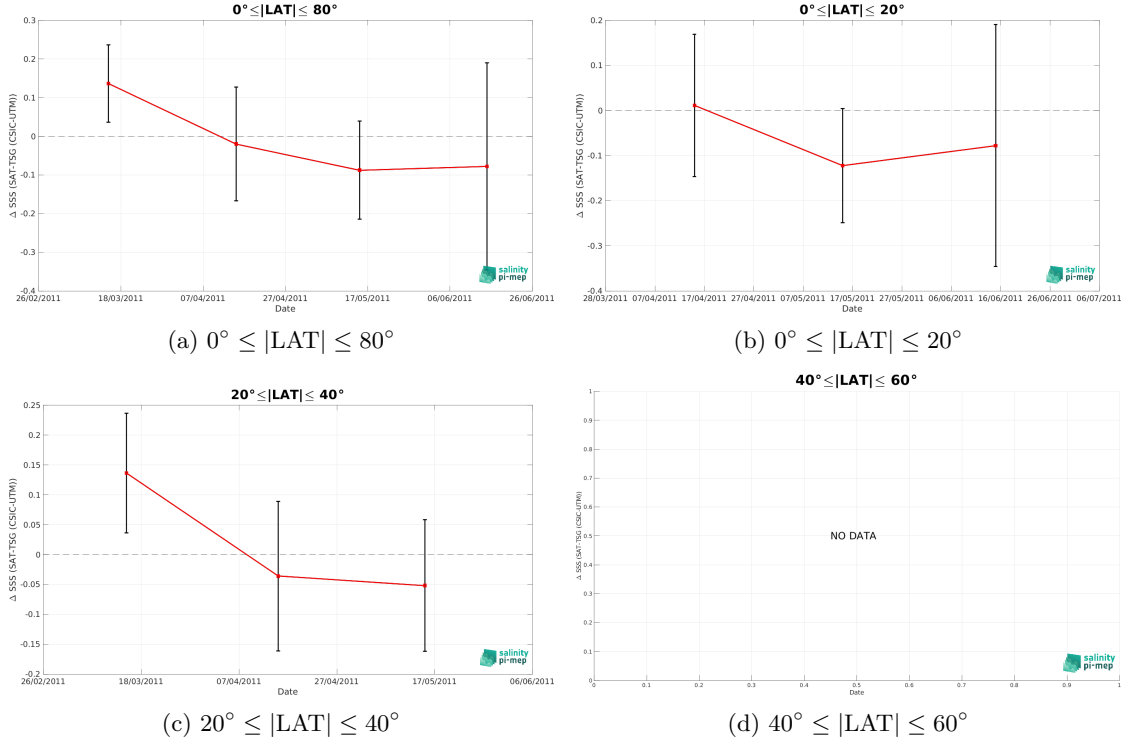 0°≤|LAT|≤ 80°
0.3
0.2
0.1
0
-0.1
-0.2
-0.3
-0.4
Δ SSS (SAT-TSG (CSIC-UTM))
26/02/2011 18/03/2011 07/04/2011 27/04/2011 17/05/2011 06/06/2011 26/06/2011
Date
salinity
pi-mep
(a) 0° ≤ |LAT| ≤ 80°
0°≤|LAT|≤ 20°
0.2
0.1
0
-0.1
-0.2
-0.3
-0.4
Δ SSS (SAT-TSG (CSIC-UTM))
28/03/2011 07/04/2011 17/04/2011 27/04/2011 07/05/2011 17/05/2011 27/05/2011 06/06/2011 16/06/2011 26/06/2011 06/07/2011
Date
salinity
pi-mep
(b) 0° ≤ |LAT| ≤ 20°
20°≤|LAT|≤ 40°
0.25
0.2
0.15
0.1
0.05
0
-0.05
-0.1
-0.15
-0.2
Δ SSS (SAT-TSG (CSIC-UTM))
26/02/2011 18/03/2011 07/04/2011 27/04/2011 17/05/2011 06/06/2011
Date
salinity
pi-mep
(c) 20° ≤ |LAT| ≤ 40°
40°≤|LAT|≤ 60°
1
0.9
0.8
0.7
0.6
0.5
0.4
0.3
0.2
0.1
0
Δ SSS (SAT-TSG (CSIC-UTM))
NO DATA
0 0.1 0.2 0.3 0.4 0.5 0.6 0.7 0.8 0.9 1
Date
salinity
pi-mep
(d) 40° ≤ |LAT| ≤ 60°